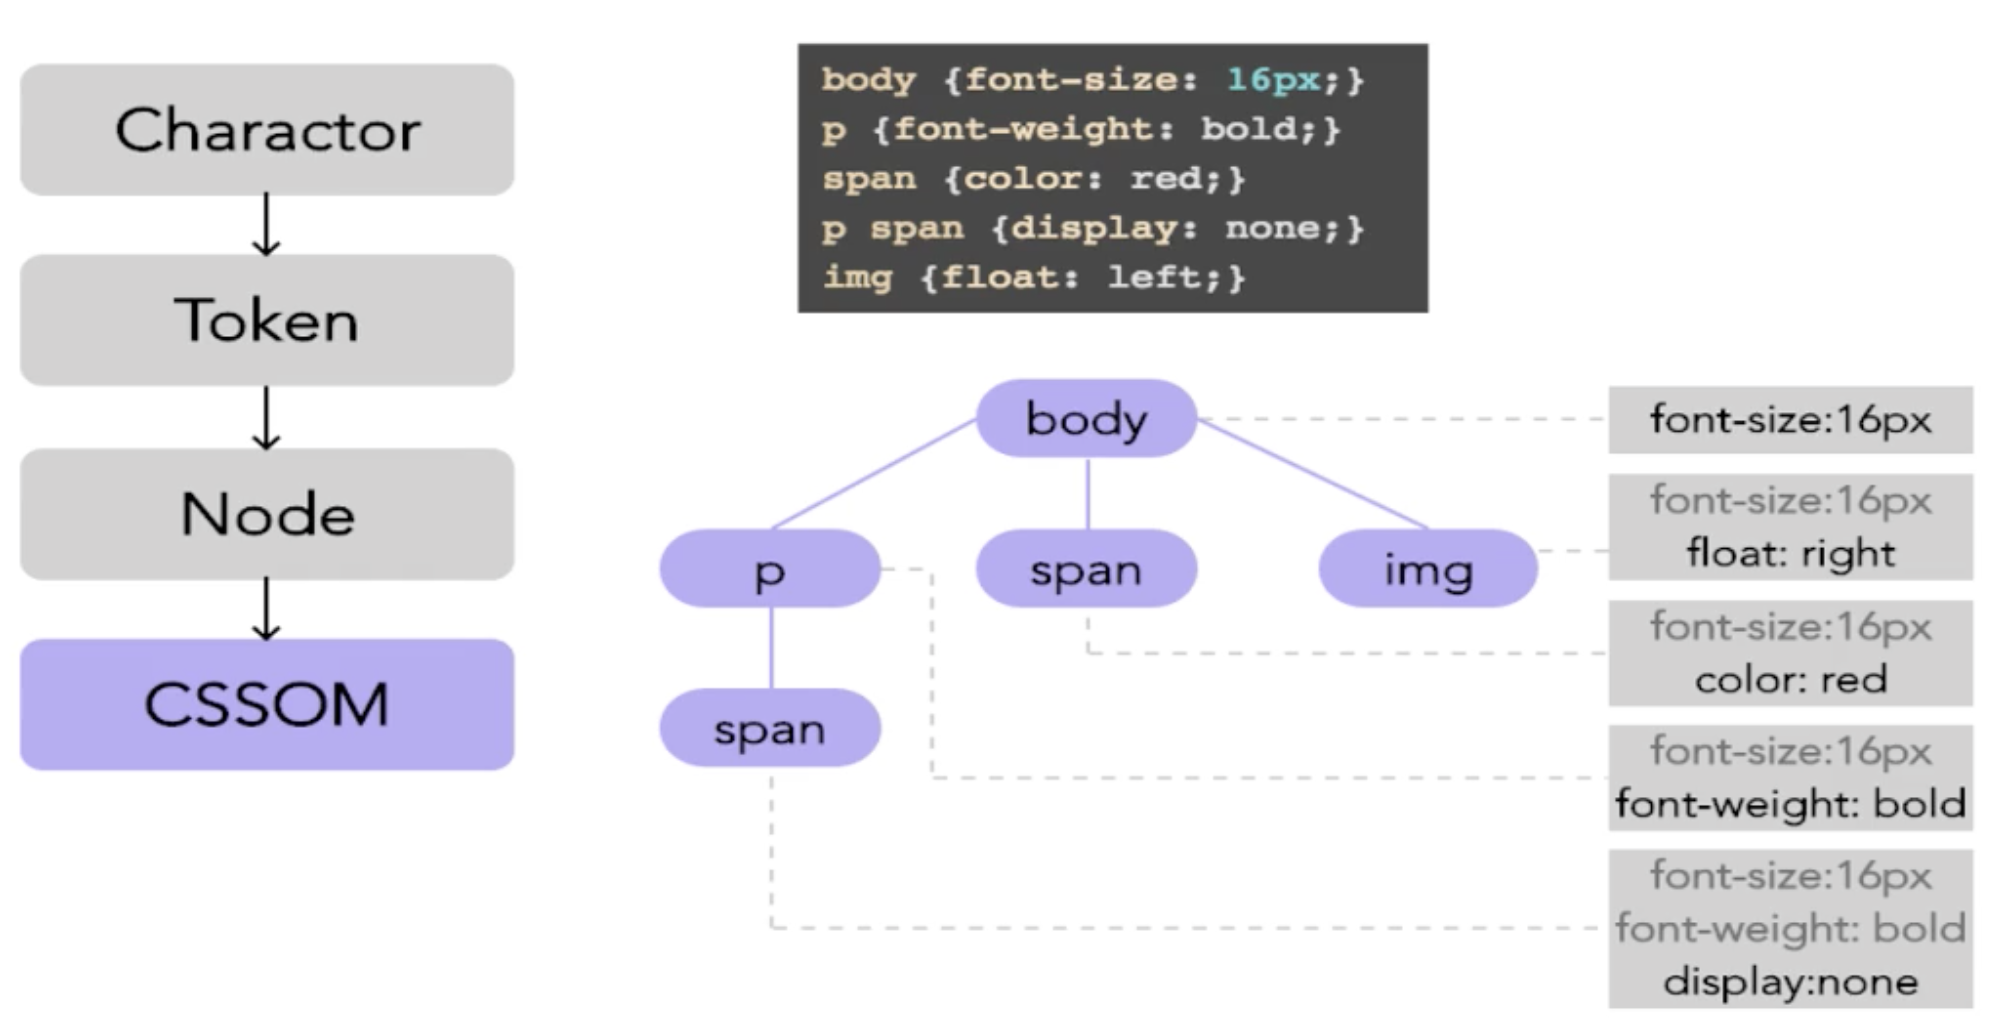 Charactor
Token
Node
CSSOM
body {font-size: 16px;}
p {font-weight: bold;}
span {color: red;}
p span {display: none;}
img {float: left;}
body
p
span
img
span
font-size:16px
font-size:16px
float: right
font-size:16px
color: red
font-size:16px
font-weight: bold
font-size:16px
font-weight: bold
display:none